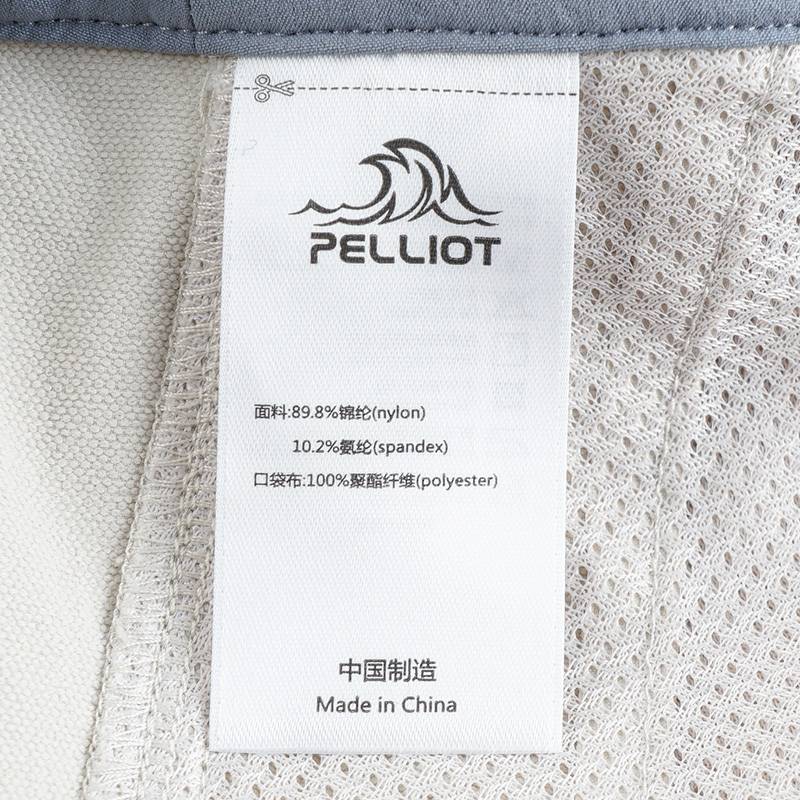 PELLIOT
面料:89.8%锦纶(nylon)
10.2%氨纶(spandex)
口袋布:100%聚酯纤维(polyester)
中国制造
Made in China